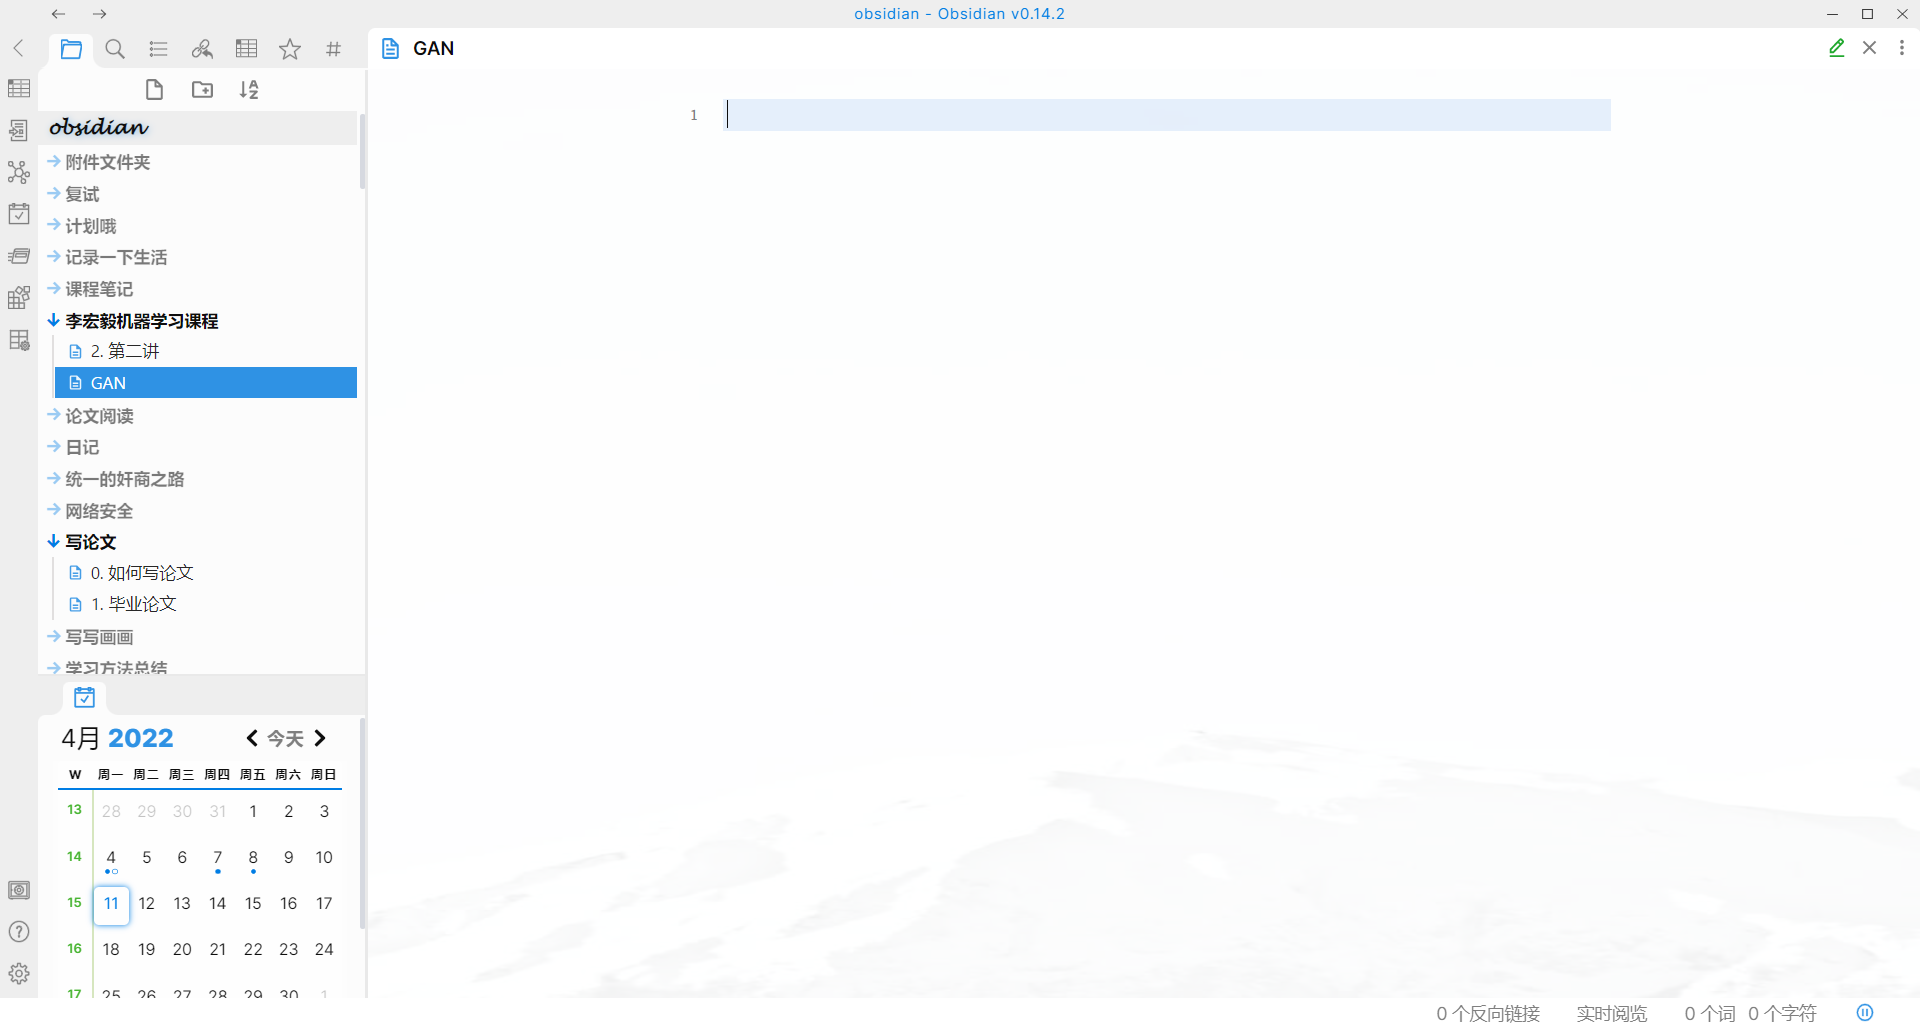 obsidian - Obsidian v0.14.2
GAN
1
obsidian
附件文件夹
复试
计划哦
记录一下生活
课程笔记
李宏毅机器学习课程
2. 第二讲
GAN
论文阅读
日记
统一的奸商之路
网络安全
写论文
0. 如何写论文
1. 毕业论文
写写画画
学习方法总结
4月 2022 今天
W 周一 周二 周三 周四 周五 周六 周日
13 28 29 30 31 1 2 3
14 4 5 6 7 8 9 10
15 11 12 13 14 15 16 17
16 18 19 20 21 22 23 24
17 25 26 27 28 29 30 1
0 个反向链接 实时阅览 0 个词 0 个字符